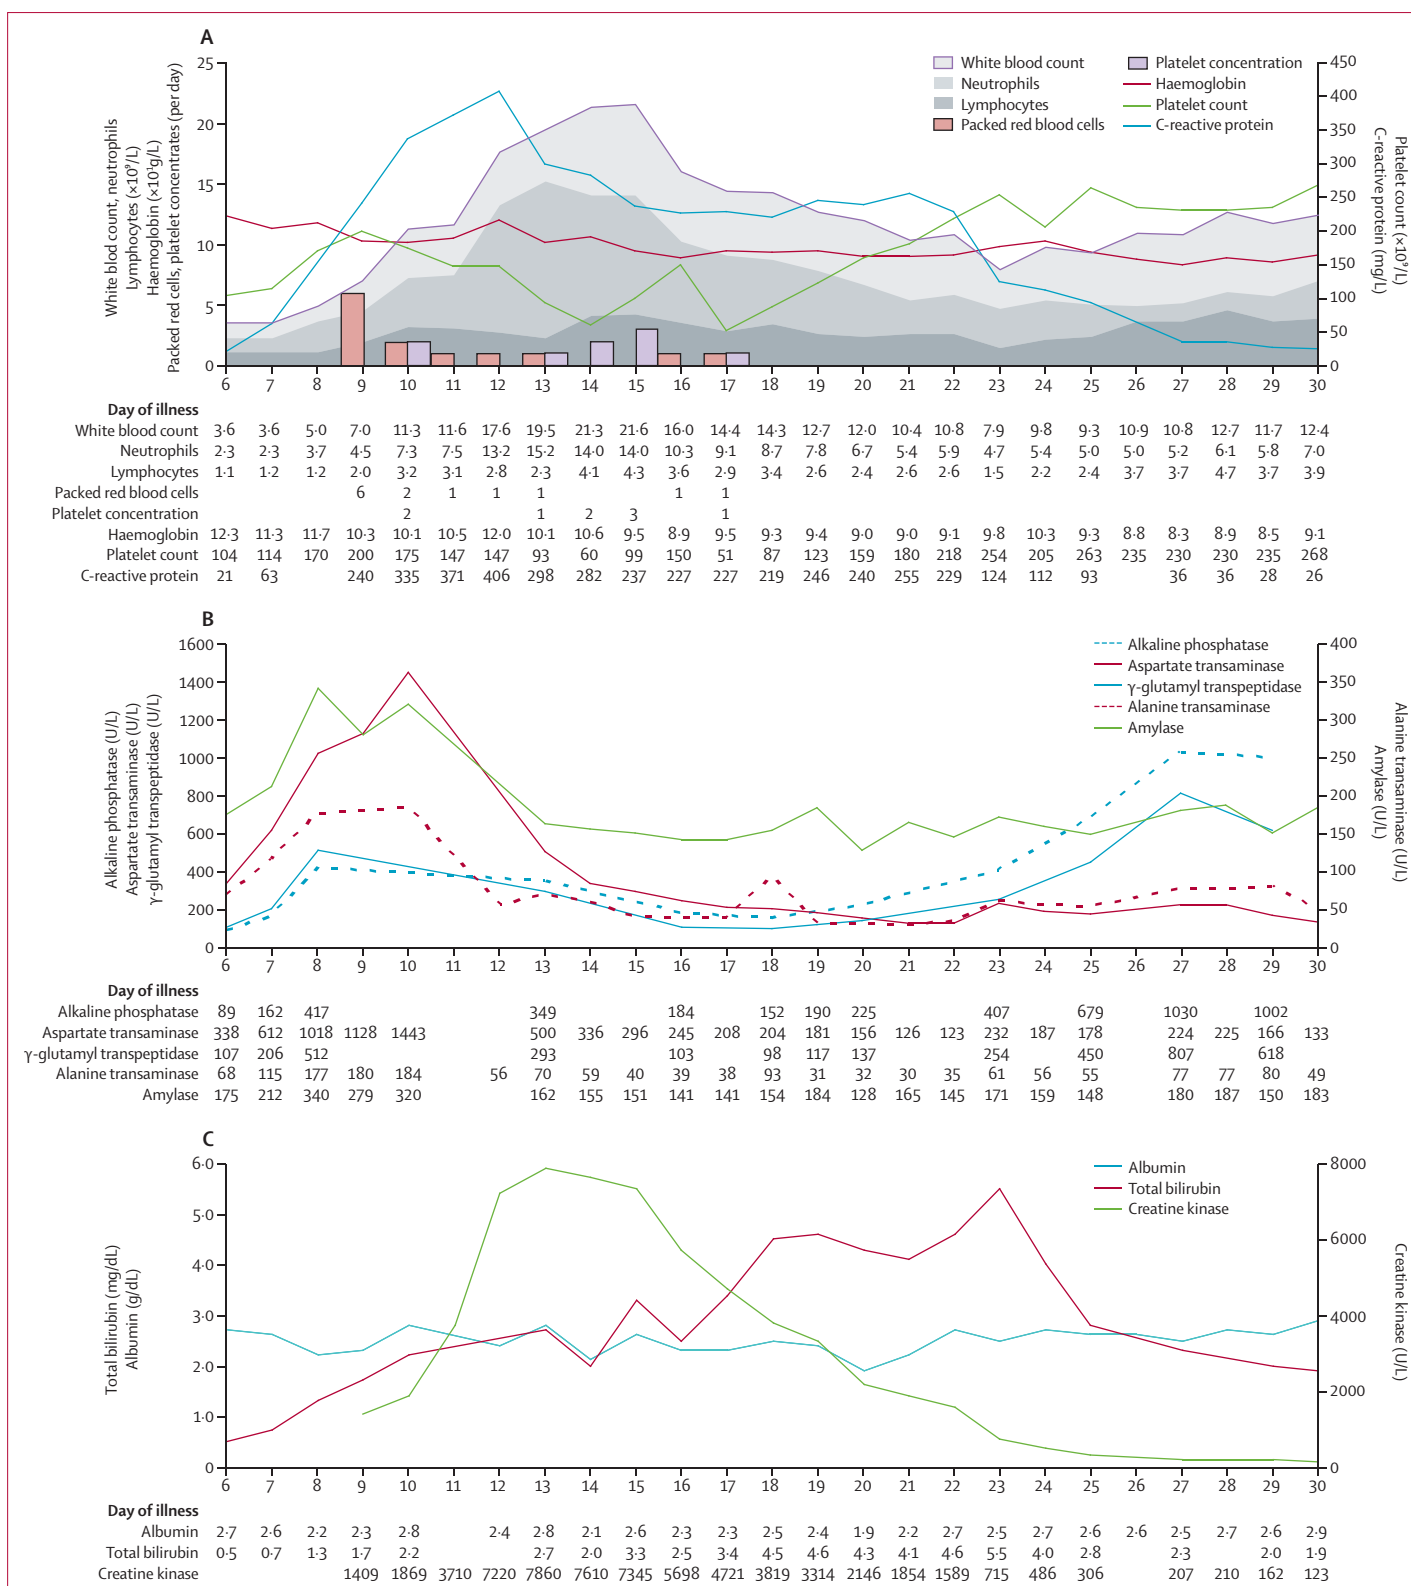 A
25
20
15
10
5
0
White blod count, neutrophils
Lymphocytes (×10⁹/L)
Haemoglobin (×10¹g/L)
Packed red cells, platelet concentrates (per day)
White blood count
Neutrophils
Lymphocytes
Packed red blood cells
Platelet concentration
Haemoglobin
Platelet count
C-reactive protein
450
400
350
300
250
200
150
100
50
0
Platelet count (×10⁹/L)
C-reactive protein (mg/L)
6 7 8 9 10 11 12 13 14 15 16 17 18 19 20 21 22 23 24 25 26 27 28 29 30
Day of illness
White blood count 3·6 3·6 5·0 7·0 11·3 11·6 17·6 19·5 21·3 21·6 16·0 14·4 14·3 12·7 12·0 10·4 10·8 7·9 9·8 9·3 10·9 10·8 12·7 11·7 12·4
Neutrophils 2·3 2·3 3·7 4·5 7·3 7·5 13·2 15·2 14·0 14·0 10·3 9·1 8·7 7·8 6·7 5·4 5·9 4·7 5·4 5·0 5·0 5·2 6·1 5·8 7·0
Lymphocytes 1·1 1·2 1·2 2·0 3·2 3·1 2·8 2·3 4·1 4·3 3·6 2·9 3·4 2·6 2·4 2·6 2·6 1·5 2·2 2·4 3·7 3·7 4·7 3·7 3·9
Packed red blood cells 6 2 1 1 1 1 1
Platelet concentration 2 1 2 3 1
Haemoglobin 12·3 11·3 11·7 10·3 10·1 10·5 12·0 10·1 10·6 9·5 8·9 9·5 9·3 9·4 9·0 9·0 9·1 9·8 10·3 9·3 8·8 8·3 8·9 8·5 9·1
Platelet count 104 114 170 200 175 147 147 93 60 99 150 51 87 123 159 180 218 254 205 263 235 230 230 235 268
C-reactive protein 21 63 240 335 371 406 298 282 237 227 227 219 246 240 255 229 124 112 93 36 36 28 26
B
1600
1400
1200
1000
800
600
400
200
0
Alkaline phosphatase (U/L)
Aspartate transaminase (U/L)
γ-glutamyl transpeptidase (U/L)
Alkaline phosphatase
Aspartate transaminase
γ-glutamyl transpeptidase
Alanine transaminase
Amylase
400
350
300
250
200
150
100
50
0
Alanine transaminase (U/L)
Amylase (U/L)
6 7 8 9 10 11 12 13 14 15 16 17 18 19 20 21 22 23 24 25 26 27 28 29 30
Day of illness
Alkaline phosphatase 89 162 417 349 184 152 190 225 407 679 1030 1002
Aspartate transaminase 338 612 1018 1128 1443 500 336 296 245 208 204 181 156 126 123 232 187 178 224 225 166 133
γ-glutamyl transpeptidase 107 206 512 293 103 98 117 137 254 450 807 618
Alanine transaminase 68 115 177 180 184 56 70 59 40 39 38 93 31 32 30 35 61 56 55 77 77 80 49
Amylase 175 212 340 279 320 162 155 151 141 141 154 184 128 165 145 171 159 148 180 187 150 183
C
6·0
5·0
4·0
3·0
2·0
1·0
0
Total bilirubin (mg/dL)
Albumin (g/dL)
Albumin
Total bilirubin
Creatine kinase
8000
6000
4000
2000
0
Creatine kinase (U/L)
6 7 8 9 10 11 12 13 14 15 16 17 18 19 20 21 22 23 24 25 26 27 28 29 30
Day of illness
Albumin 2·7 2·6 2·2 2·3 2·8 2·4 2·8 2·1 2·6 2·3 2·3 2·5 2·4 1·9 2·2 2·7 2·5 2·7 2·6 2·6 2·5 2·7 2·6 2·9
Total bilirubin 0·5 0·7 1·3 1·7 2·2 2·7 2·0 3·3 2·5 3·4 4·5 4·6 4·3 4·1 4·6 5·5 4·0 2·8 2·3 2·0 1·9
Creatine kinase 1409 1869 3710 7220 7860 7610 7345 5698 4721 3819 3314 2146 1854 1589 715 486 306 207 210 162 123